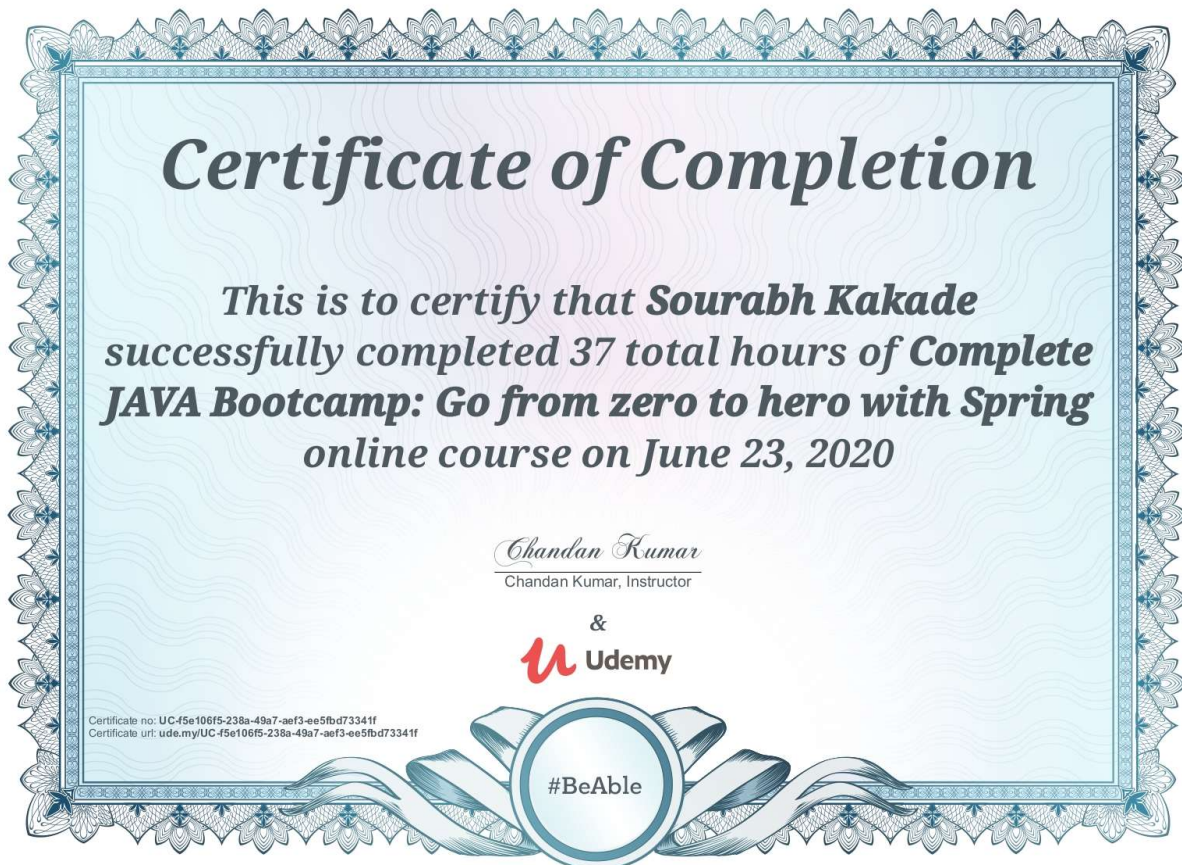 Certificate of Completion
This is to certify that Sourabh Kakade
successfully completed 37 total hours of Complete
JAVA Bootcamp: Go from zero to hero with Spring
online course on June 23, 2020
Chandan Kumar
Chandan Kumar, Instructor
&
Udemy
Certificate no: UC-f5e106f5-238a-49a7-aef3-ee5fbd73341f
Certificate url: ude.my/UC-f5e106f5-238a-49a7-aef3-ee5fbd73341f
#BeAble